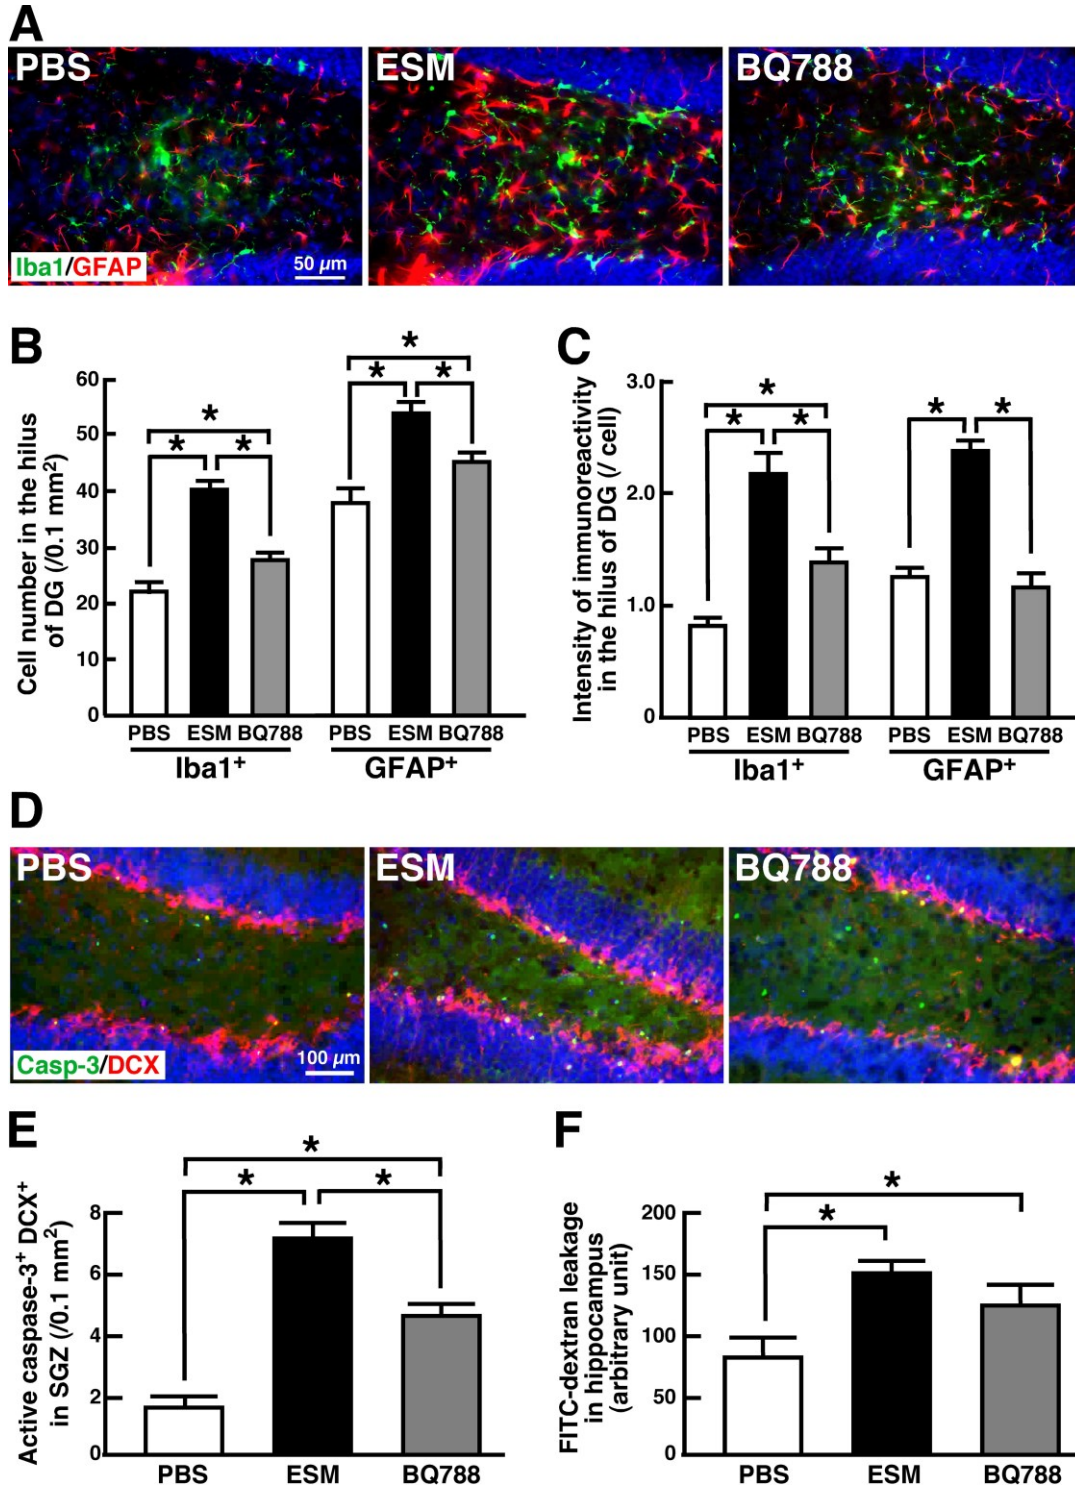 A
PBS
ESM
BQ788
Iba1/GFAP
50 µm
B
Cell number in the hilus
of DG (/0.1 mm²)
60
50
40
30
20
10
0
*
*
*
*
*
*
PBS ESM BQ788
PBS ESM BQ788
Iba1⁺
GFAP⁺
C
Intensity of immunoreactivity
in the hilus of DG (/ cell)
3.0
2.0
1.0
0
*
*
*
*
*
PBS ESM BQ788
PBS ESM BQ788
Iba1⁺
GFAP⁺
D
PBS
ESM
BQ788
Casp-3/DCX
100 µm
E
Active caspase-3⁺ DCX⁺
in SGZ (/0.1 mm²)
8
6
4
2
0
*
*
*
PBS ESM BQ788
F
FITC-dextran leakage
in hippocampus
(arbitrary unit)
200
150
100
50
0
*
*
PBS ESM BQ788